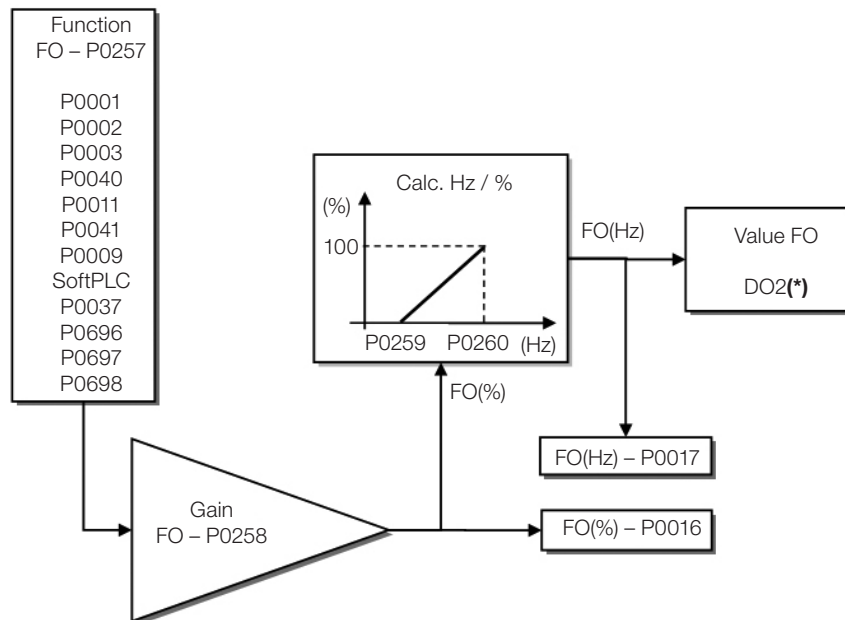 Function
FO – P0257
P0001
P0002
P0003
P0040
P0011
P0041
P0009
SoftPLC
P0037
P0696
P0697
P0698
Gain
FO – P0258
Calc. Hz / %
(%)
100
P0259 P0260 (Hz)
FO(%)
FO(Hz)
Value FO
DO2(*)
FO(Hz) – P0017
FO(%) – P0016